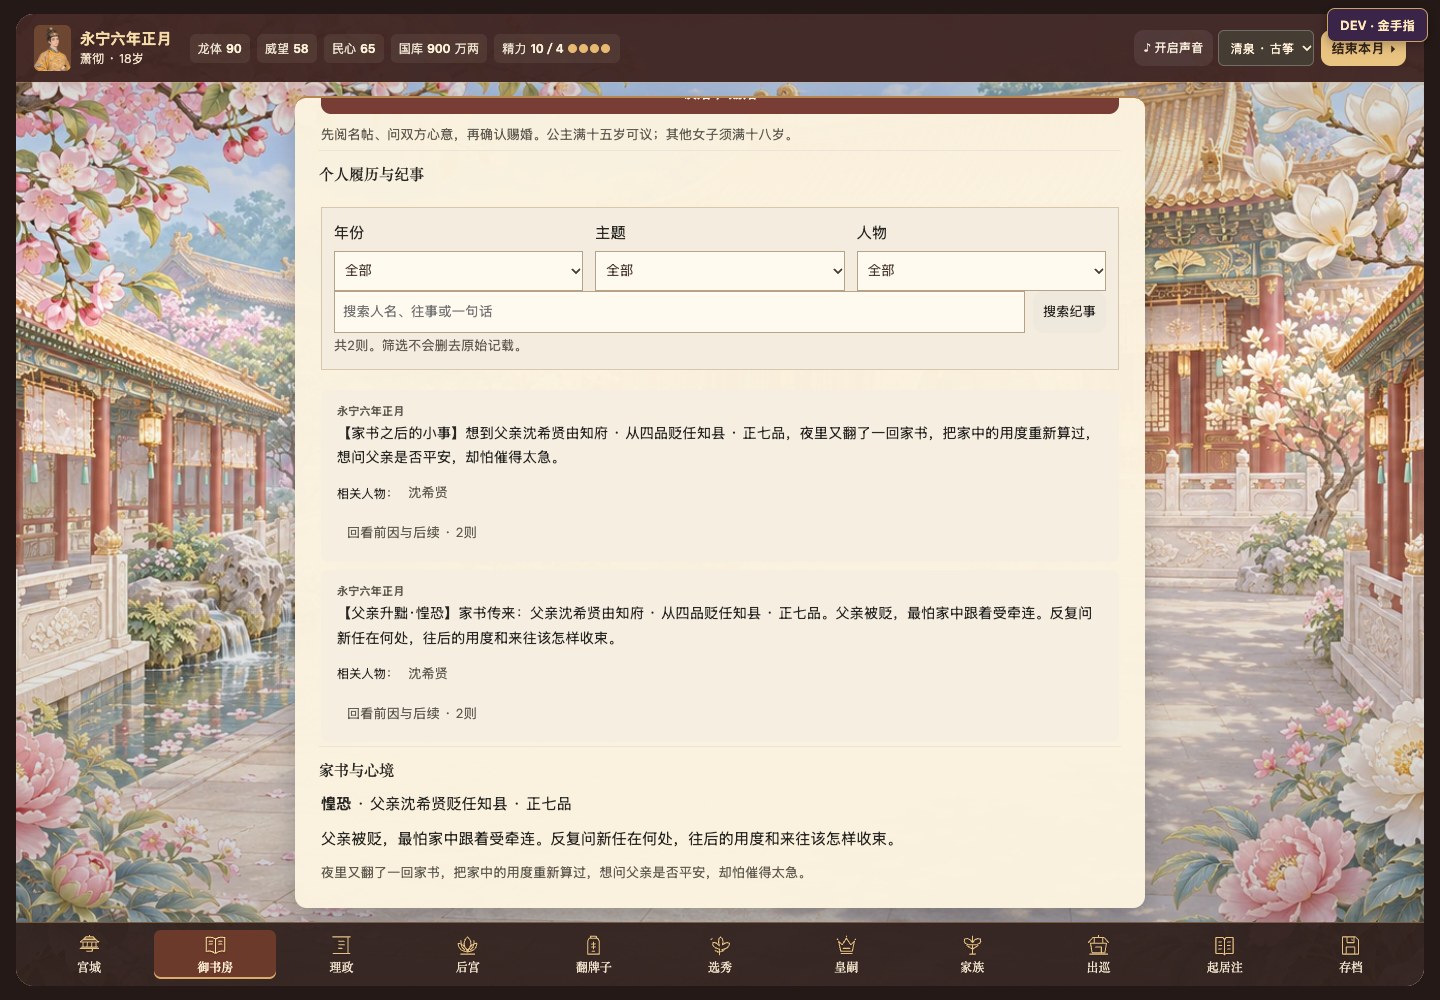 永宁六年正月
萧彻 · 18岁
龙体 90
威望 58
民心 65
国库 900 万两
精力 10 / 4
♪ 开启声音
清泉 · 古筝
DEV · 金手指
结束本月
先阅名帖、问双方心意，再确认赐婚。公主满十五岁可议；其他女子须满十八岁。
个人履历与纪事
年份 主题 人物
全部 全部 全部
搜索人名、往事或一句话 搜索纪事
共2则。筛选不会删去原始记载。
永宁六年正月
【家书之后的小事】想到父亲沈希贤由知府 · 从四品贬任知县 · 正七品，夜里又翻了一回家书，把家中的用度重新算过，
想问父亲是否平安，却怕催得太急。
相关人物： 沈希贤
回看前因与后续 · 2则
永宁六年正月
【父亲升黜·惶恐】家书传来：父亲沈希贤由知府 · 从四品贬任知县 · 正七品。父亲被贬，最怕家中跟着受牵连。反复问
新任在何处，往后的用度和来往该怎样收束。
相关人物： 沈希贤
回看前因与后续 · 2则
家书与心境
惶恐 · 父亲沈希贤贬任知县 · 正七品
父亲被贬，最怕家中跟着受牵连。反复问新任在何处，往后的用度和来往该怎样收束。
夜里又翻了一回家书，把家中的用度重新算过，想问父亲是否平安，却怕催得太急。
宫城
御书房
理政
后宫
翻牌子
选秀
皇嗣
家族
出巡
起居注
存档